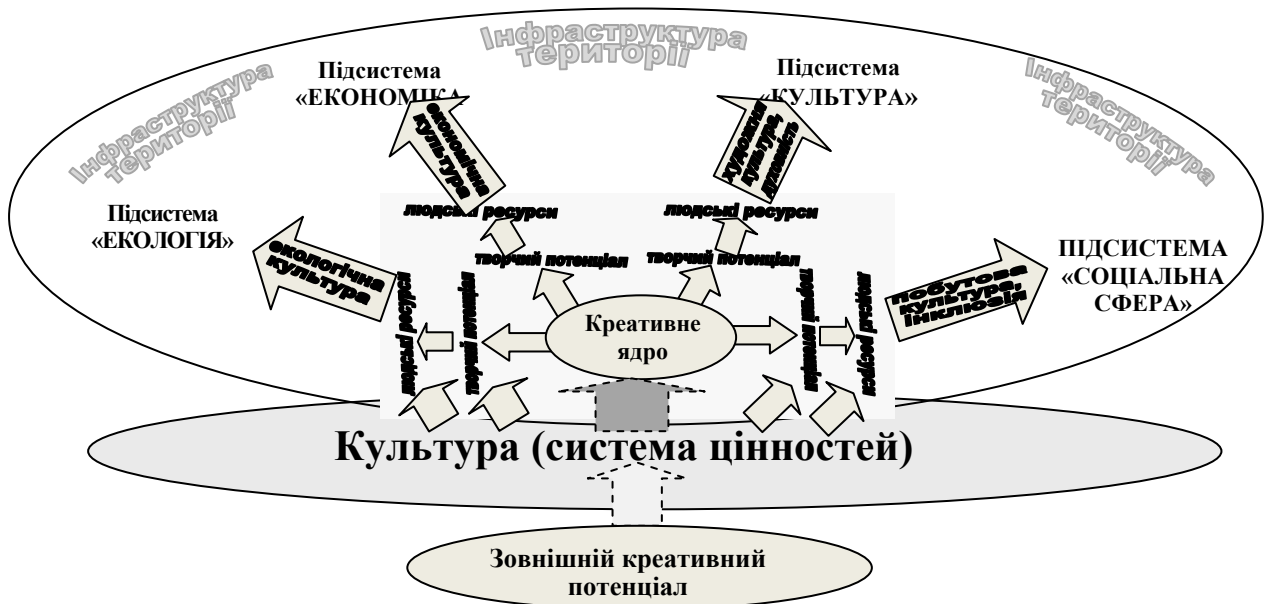 Інфраструктура
території
Інфраструктура
території
Інфраструктура
території
Підсистема
«ЕКОНОМІКА
Підсистема
«КУЛЬТУРА»
економічна
культура
художня
культура,
духовність
Підсистема
«ЕКОЛОГІЯ»
екологічна
культура
людські ресурси
людські ресурси
творчий потенціал
творчий потенціал
ПІДСИСТЕМА
«СОЦІАЛЬНА
СФЕРА»
Побутова
культура,
інклюзія
людські ресурси
творчий потенціал
Креативне
ядро
творчий потенціал
людські ресурси
Культура (система цінностей)
Зовнішній креативний
потенціал